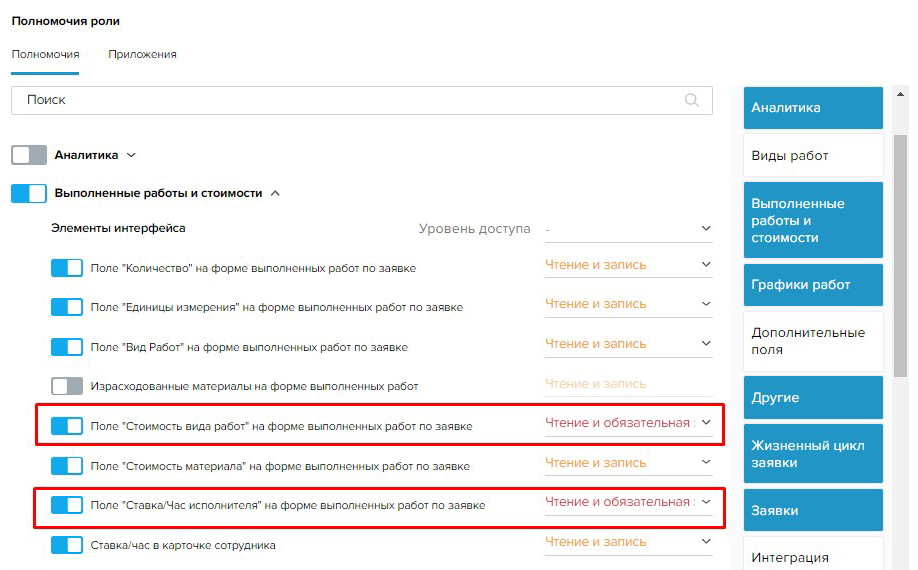 Полномочия роли
Полномочия Приложения
Поиск
Аналитика
Выполненные работы и стоимости
Элементы интерфейса Уровень доступа -
Поле "Количество" на форме выполненных работ по заявке Чтение и запись
Поле "Единицы измерения" на форме выполненных работ по заявке Чтение и запись
Поле "Вид Работ" на форме выполненных работ по заявке Чтение и запись
Израсходованные материалы на форме выполненных работ Чтение и запись
Поле "Стоимость вида работ" на форме выполненных работ по заявке Чтение и обязательная
Поле "Стоимость материала" на форме выполненных работ по заявке Чтение и запись
Поле "Ставка/Час исполнителя" на форме выполненных работ по заявке Чтение и обязательная
Ставка/час в карточке сотрудника Чтение и запись
Аналитика
Виды работ
Выполненные
работы и
стоимости
Графики работ
Дополнительные
поля
Другие
Жизненный цикл
заявки
Заявки
Интеграция